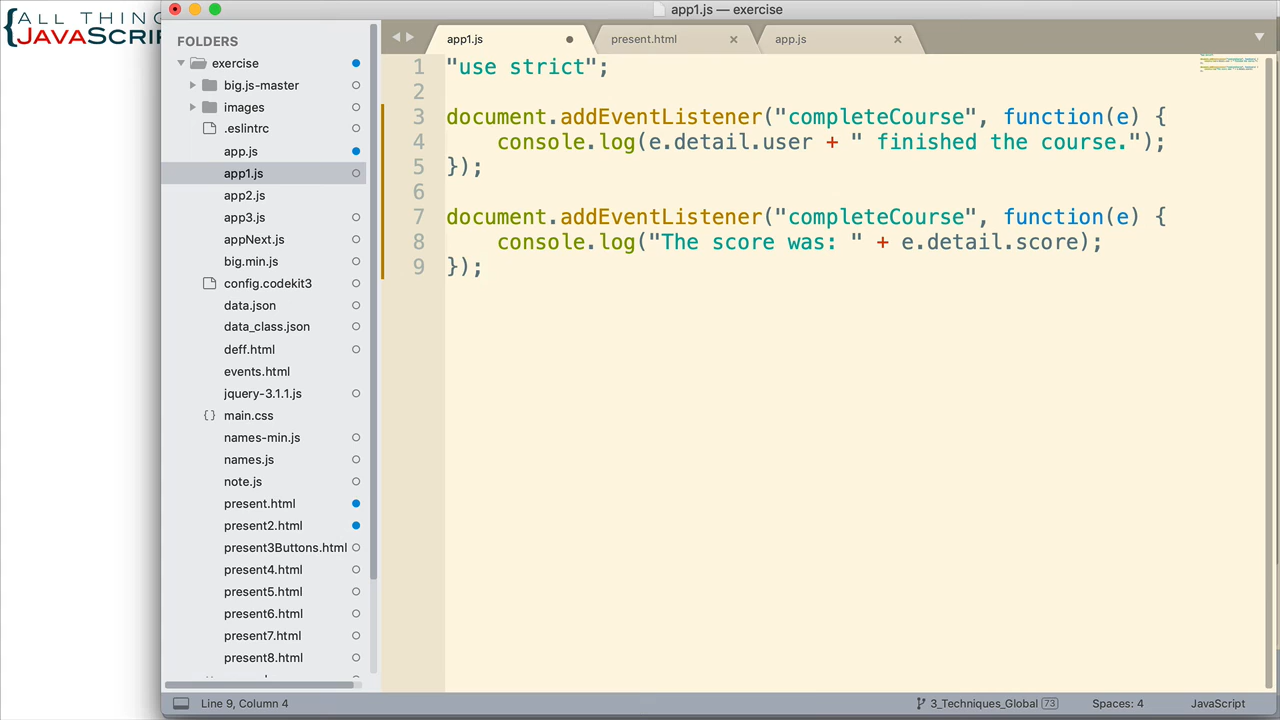 {ALL THIN
JAVASCRI
app1.js — exercise
FOLDERS
exercise
big.js-master
images
.eslintrc
app.js
app1.js
app2.js
app3.js
appNext.js
big.min.js
config.codekit3
data.json
data_class.json
deff.html
events.html
jquery-3.1.1.js
{} main.css
names-min.js
names.js
note.js
present.html
present2.html
present3Buttons.html
present4.html
present5.html
present6.html
present7.html
present8.html
app1.js
present.html
app.js
1 "use strict";
2
3 document.addEventListener("completeCourse", function(e) {
4 console.log(e.detail.user + " finished the course.");
5 });
6
7 document.addEventListener("completeCourse", function(e) {
8 console.log("The score was: " + e.detail.score);
9 });
Line 9, Column 4
3_Techniques_Global 73
Spaces: 4
JavaScript